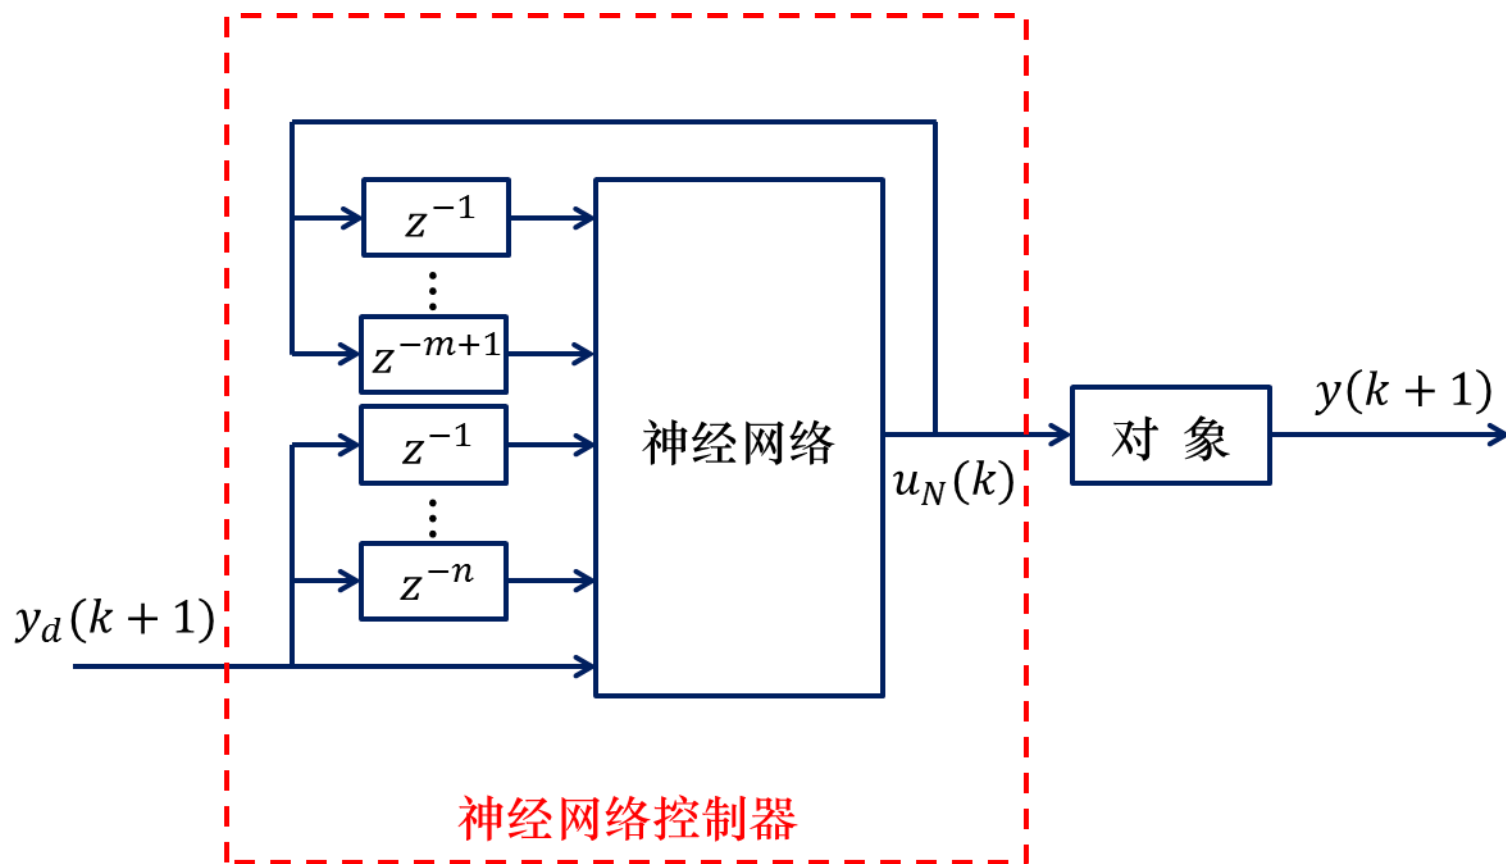 z⁻¹
⋮
z⁻ᵐ⁺¹
z⁻¹
⋮
z⁻ⁿ
神经网络
u_N(k)
对 象
y(k + 1)
y_d(k + 1)
神经网络控制器